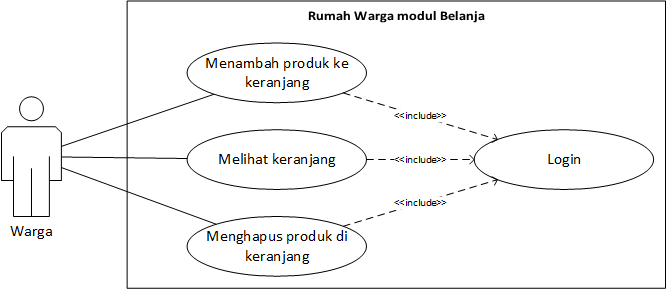 Rumah Warga modul Belanja
Menambah produk ke
keranjang
<<include>>
Melihat keranjang
<<include>>
Login
<<include>>
Warga
Menghapus produk di
keranjang